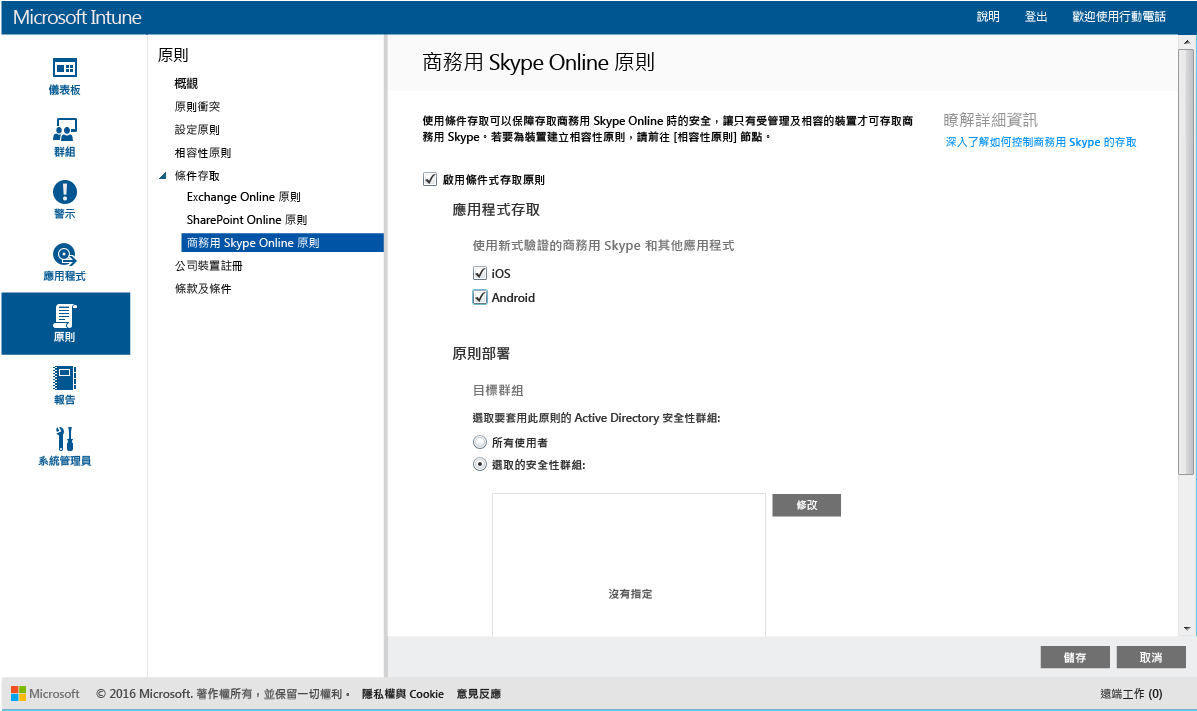 Microsoft Intune
說明 登出 歡迎使用行動電話
儀表板
群組
警示
應用程式
原則
報告
系統管理員
原則
概觀
原則衝突
設定原則
相容性原則
條件存取
Exchange Online 原則
SharePoint Online 原則
商務用 Skype Online 原則
公司裝置註冊
條款及條件
商務用 Skype Online 原則
使用條件存取可以保障存取商務用 Skype Online 時的安全，讓只有受管理及相容的裝置才可存取商
務用 Skype。若要為裝置建立相容性原則，請前往 [相容性原則] 節點。
瞭解詳細資訊
深入了解如何控制商務用 Skype 的存取
啟用條件式存取原則
應用程式存取
使用新式驗證的商務用 Skype 和其他應用程式
iOS
Android
原則部署
目標群組
選取要套用此原則的 Active Directory 安全性群組:
所有使用者
選取的安全性群組:
修改
沒有指定
儲存 取消
Microsoft © 2016 Microsoft. 著作權所有，並保留一切權利。 隱私權與 Cookie 意見反應 遠端工作 (0)